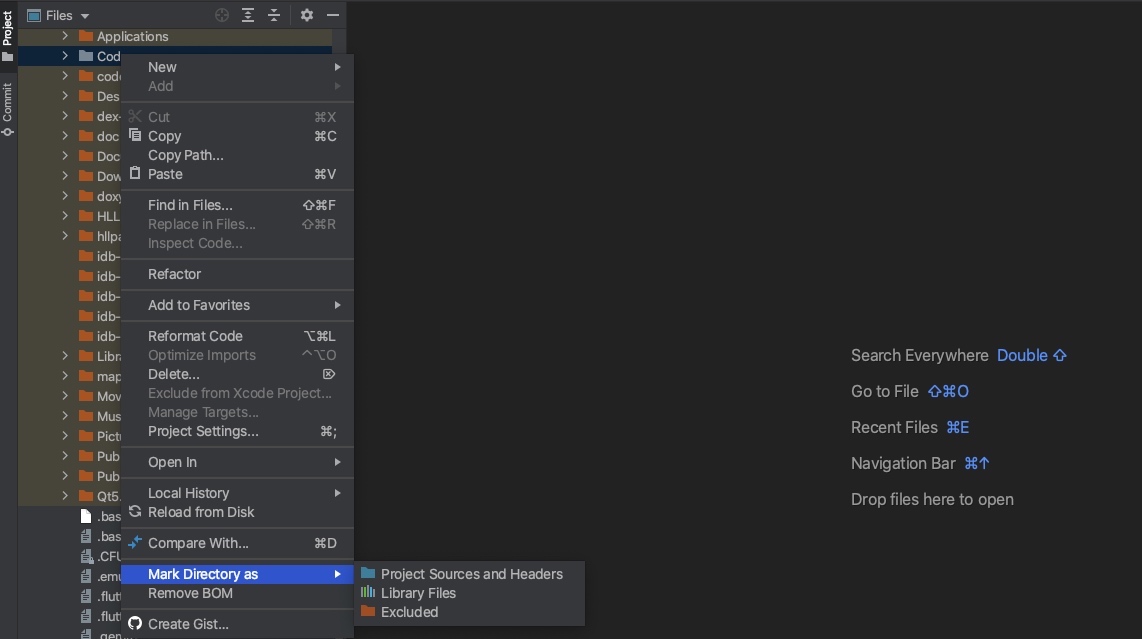 Project
Commit
Files
Applications
Cod
code
Des
dex-
doc
Doc
Dow
doxy
HLL
hllpa
idb-
idb-
idb-
idb-
idb-
Libra
map
Mov
Mus
Pictu
Pub
Pub
Qt5.
.bas
.bas
.CFU
.emu
.flutt
.flutt
.gem
New
Add
Cut ⌘X
Copy ⌘C
Copy Path...
Paste ⌘V
Find in Files... ⇧⌘F
Replace in Files... ⇧⌘R
Inspect Code...
Refactor
Add to Favorites
Reformat Code ⌥⌘L
Optimize Imports ^⌥O
Delete... ⌦
Exclude from Xcode Project...
Manage Targets...
Project Settings... ⌘;
Open In
Local History
Reload from Disk
Compare With... ⌘D
Mark Directory as
Remove BOM
Create Gist...
Project Sources and Headers
Library Files
Excluded
Search Everywhere Double ⇧
Go to File ⇧⌘O
Recent Files ⌘E
Navigation Bar ⌘↑
Drop files here to open